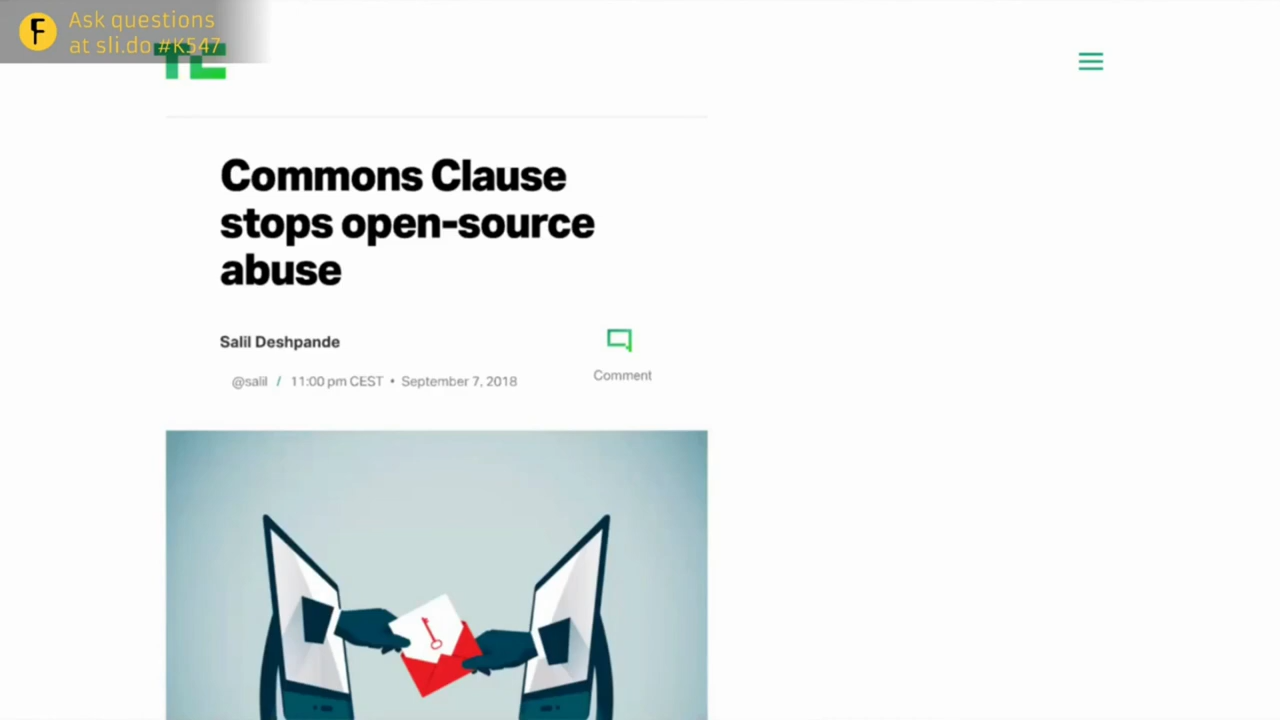 Ask questions
at sli.do #K547
TC
Commons Clause
stops open-source
abuse
Salil Deshpande
@salil / 11:00 pm CEST • September 7, 2018
Comment